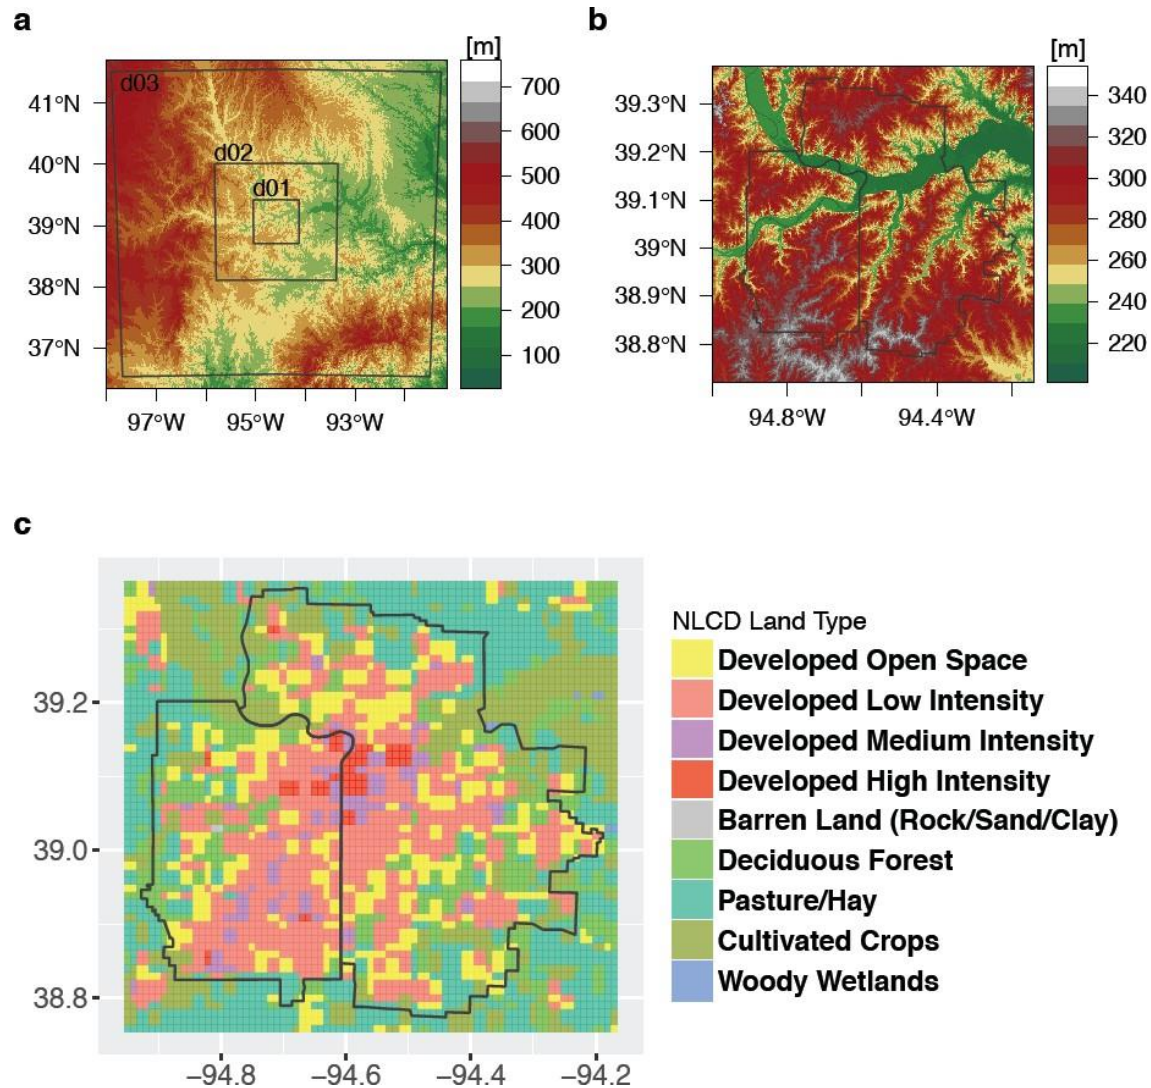 a
[m]
d03
d02
d01
41°N
40°N
39°N
38°N
37°N
97°W
95°W
93°W
700
600
500
400
300
200
100
b
[m]
39.3°N
39.2°N
39.1°N
39°N
38.9°N
38.8°N
94.8°W
94.4°W
340
320
300
280
260
240
220
c
39.2
39.0
38.8
−94.8
−94.6
−94.4
−94.2
NLCD Land Type
Developed Open Space
Developed Low Intensity
Developed Medium Intensity
Developed High Intensity
Barren Land (Rock/Sand/Clay)
Deciduous Forest
Pasture/Hay
Cultivated Crops
Woody Wetlands